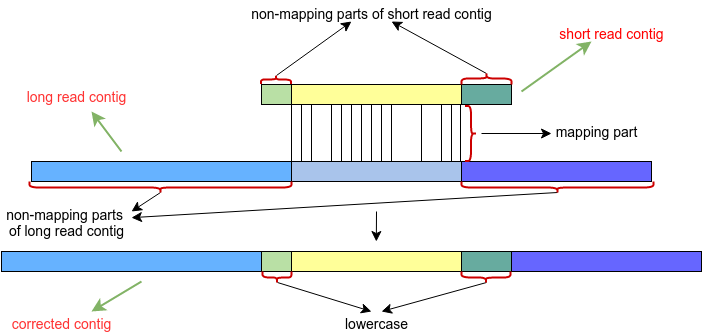 non-mapping parts of short read contig
short read contig
long read contig
mapping part
non-mapping parts
of long read contig
corrected contig
lowercase